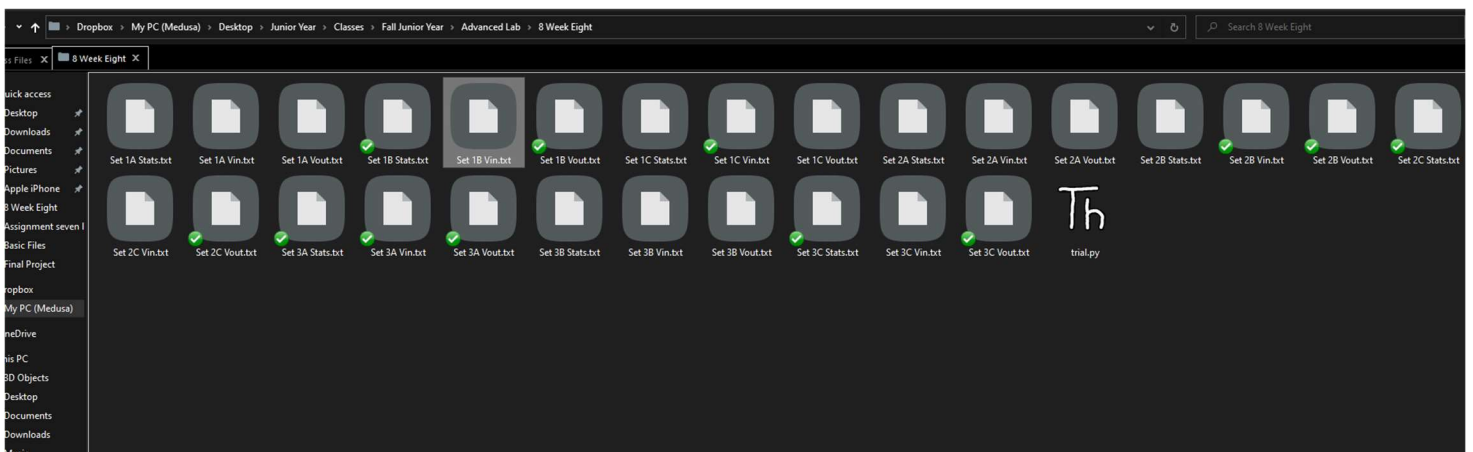 Dropbox > My PC (Medusa) > Desktop > Junior Year > Classes > Fall Junior Year > Advanced Lab > 8 Week Eight
Search 8 Week Eight
ss Files X 8 Week Eight X
uick access
Desktop
Downloads
Documents
Pictures
Apple iPhone
8 Week Eight
Assignment seven l
Basic Files
Final Project
ropbox
My PC (Medusa)
neDrive
his PC
3D Objects
Desktop
Documents
Downloads
Set 1A Stats.txt Set 1A Vin.txt Set 1A Vout.txt Set 1B Stats.txt Set 1B Vin.txt Set 1B Vout.txt Set 1C Stats.txt Set 1C Vin.txt Set 1C Vout.txt Set 2A Stats.txt Set 2A Vin.txt Set 2A Vout.txt Set 2B Stats.txt Set 2B Vin.txt Set 2B Vout.txt Set 2C Stats.txt
Th
Set 2C Vin.txt Set 2C Vout.txt Set 3A Stats.txt Set 3A Vin.txt Set 3A Vout.txt Set 3B Stats.txt Set 3B Vin.txt Set 3B Vout.txt Set 3C Stats.txt Set 3C Vin.txt Set 3C Vout.txt trial.py